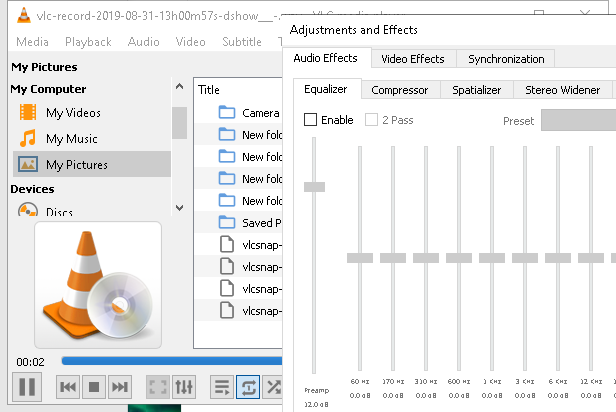 vlc-record-2019-08-31-13h00m57s-dshow__-.
Media Playback Audio Video Subtitle
My Pictures
My Computer
My Videos
My Music
My Pictures
Devices
Discs
Title
Camera
New fold
New fold
New fold
New fold
Saved P
vlcsnap-
vlcsnap-
vlcsnap-
vlcsnap-
00:02
Adjustments and Effects
Audio Effects Video Effects Synchronization
Equalizer Compressor Spatializer Stereo Widener
Enable 2 Pass Preset
60 Hz 170 Hz 310 Hz 600 Hz 1 KHz 3 KHz 6 KHz 12 KHz
Preamp 0.0 dB 0.0 dB 0.0 dB 0.0 dB 0.0 dB 0.0 dB 0.0 dB 0.0 dB
12.0 dB